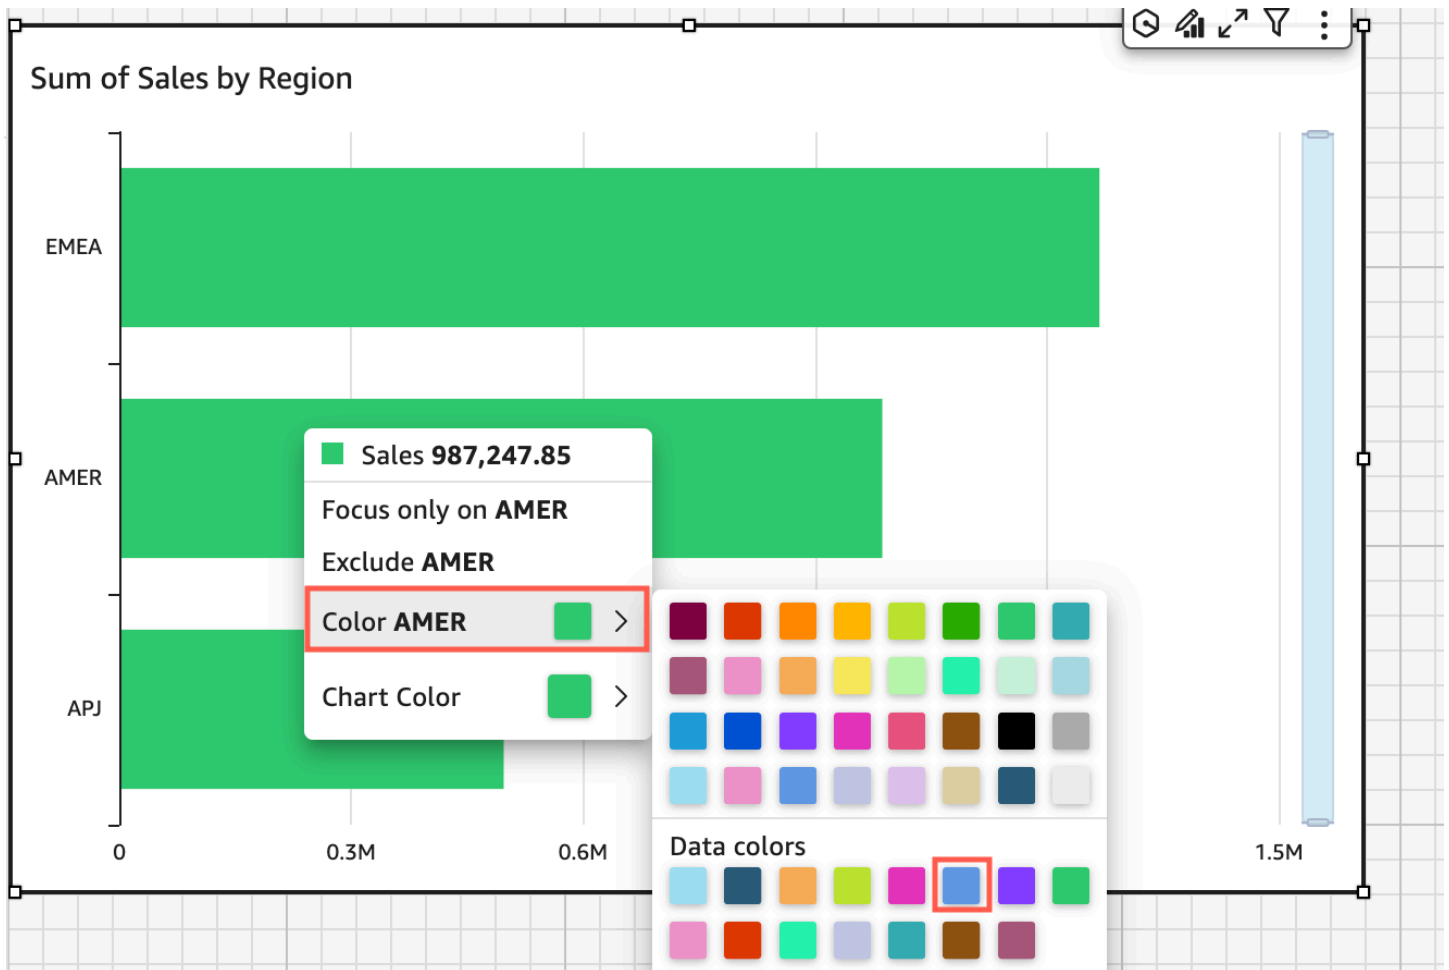 Sum of Sales by Region
EMEA
AMER
APJ
Sales 987,247.85
Focus only on AMER
Exclude AMER
Color AMER
Chart Color
Data colors
0
0.3M
0.6M
1.5M